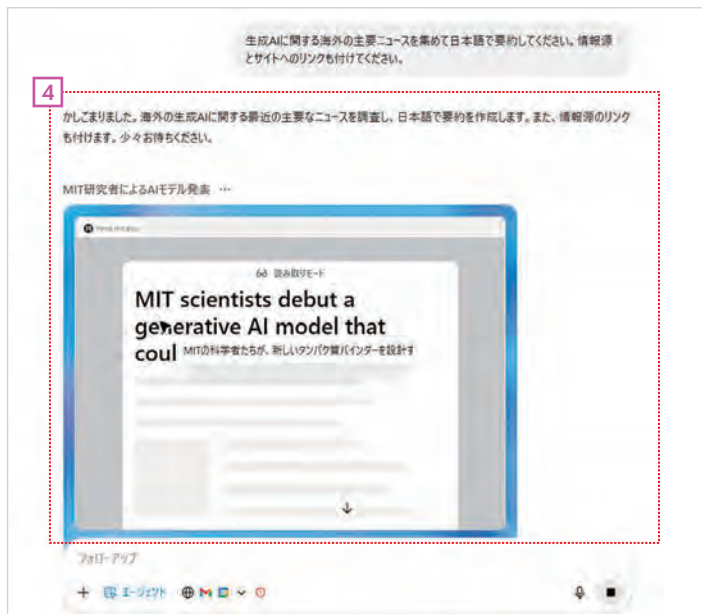 生成AIに関する海外の主要ニュースを集めて日本語で要約してください。情報源
とサイトへのリンクも付けてください。
4
かしこまりました。海外の生成AIに関する最近の主要なニュースを調査し、日本語で要約を作成します。また、情報源のリンク
も付けます。少々お待ちください。
MIT研究者によるAIモデル発表 …
読み取りモード
MIT scientists debut a
generative AI model that
coul MITの科学者たちが、新しいタンパク質バインダーを設計す
フォローアップ
エージェント